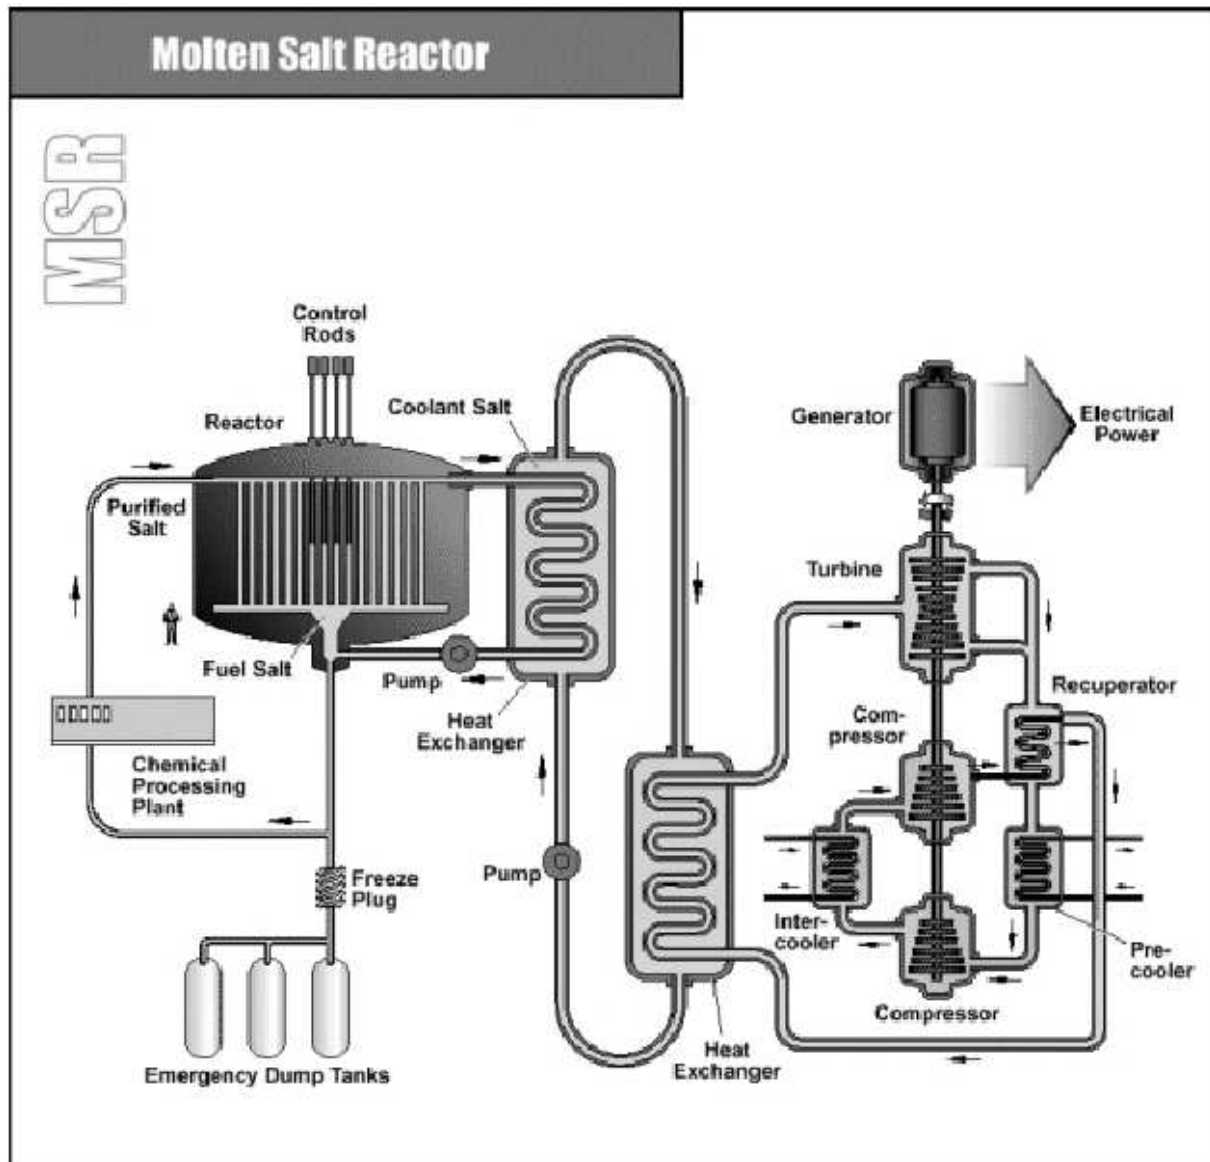 Molten Salt Reactor
MSR
Control
Rods
Coolant Salt
Reactor
Generator
Electrical
Power
Purified
Salt
Turbine
Fuel Salt
Pump
Heat
Exchanger
Recuperator
Com-
pressor
Chemical
Processing
Plant
Freeze
Plug
Pump
Inter-
cooler
Pre-
cooler
Compressor
Heat
Exchanger
Emergency Dump Tanks